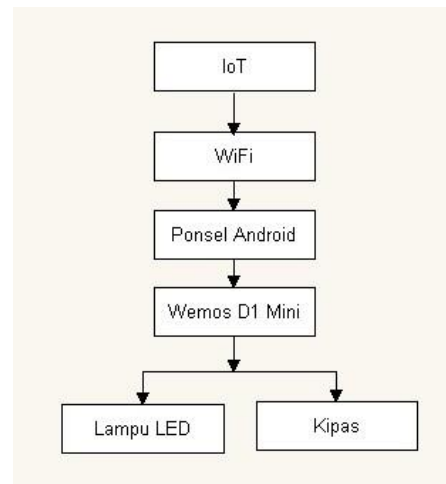 IoT
WiFi
Ponsel Android
Wemos D1 Mini
Lampu LED
Kipas